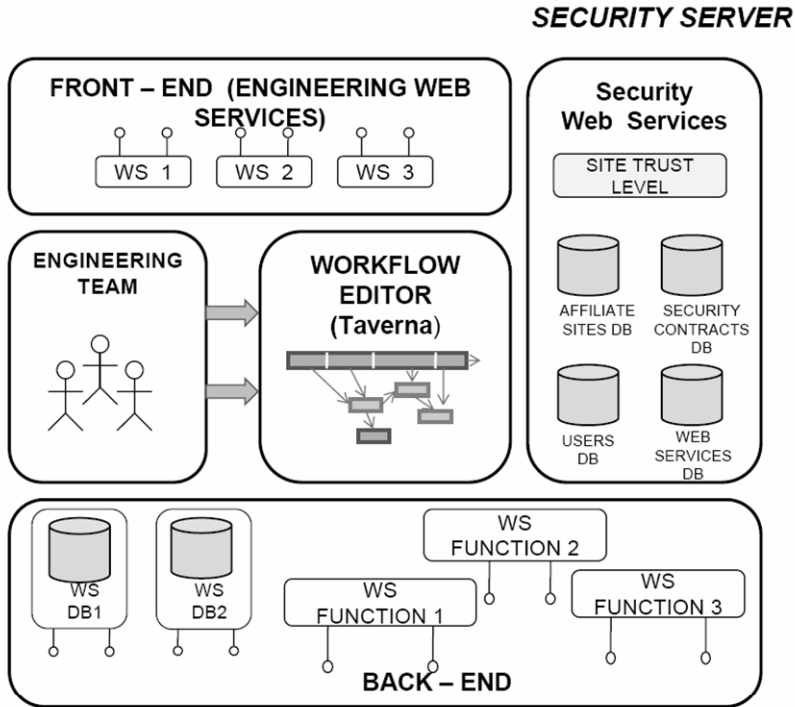 SECURITY SERVER
FRONT – END (ENGINEERING WEB
SERVICES)
WS 1
WS 2
WS 3
Security
Web Services
SITE TRUST
LEVEL
AFFILIATE
SITES DB
SECURITY
CONTRACTS
DB
USERS
DB
WEB
SERVICES
DB
ENGINEERING
TEAM
WORKFLOW
EDITOR
(Taverna)
WS
DB1
WS
DB2
WS
FUNCTION 1
WS
FUNCTION 2
WS
FUNCTION 3
BACK – END